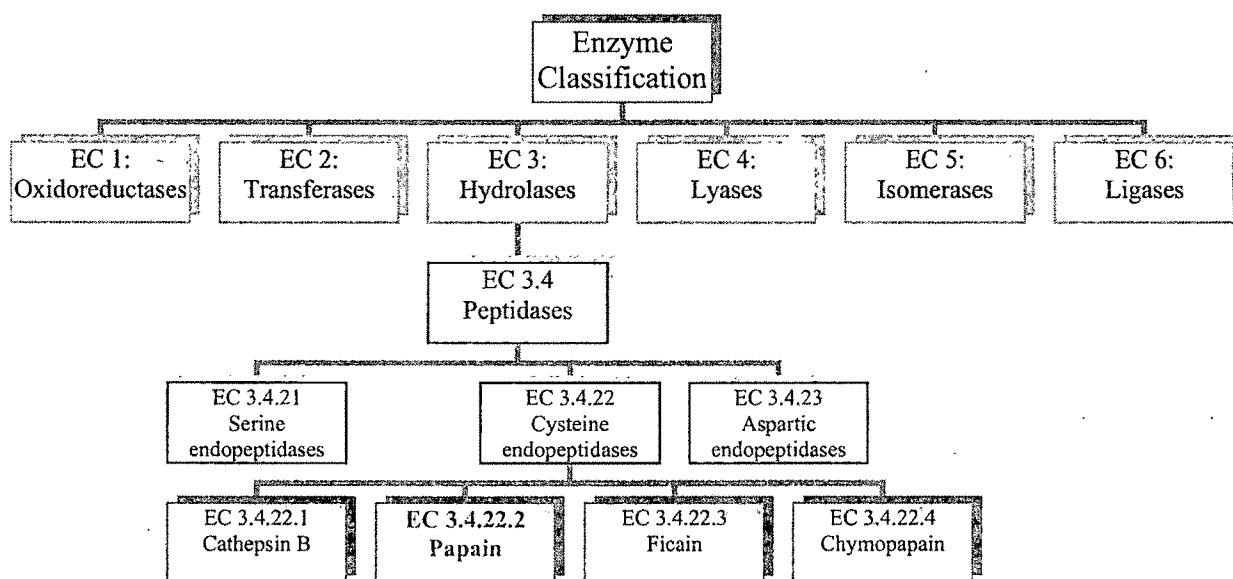 Enzyme
Classification
EC 1:
Oxidoreductases
EC 2:
Transferases
EC 3:
Hydrolases
EC 4:
Lyases
EC 5:
Isomerases
EC 6:
Ligases
EC 3.4
Peptidases
EC 3.4.21
Serine
endopeptidases
EC 3.4.22
Cysteine
endopeptidases
EC 3.4.23
Aspartic
endopeptidases
EC 3.4.22.1
Cathepsin B
EC 3.4.22.2
Papain
EC 3.4.22.3
Ficain
EC 3.4.22.4
Chymopapain